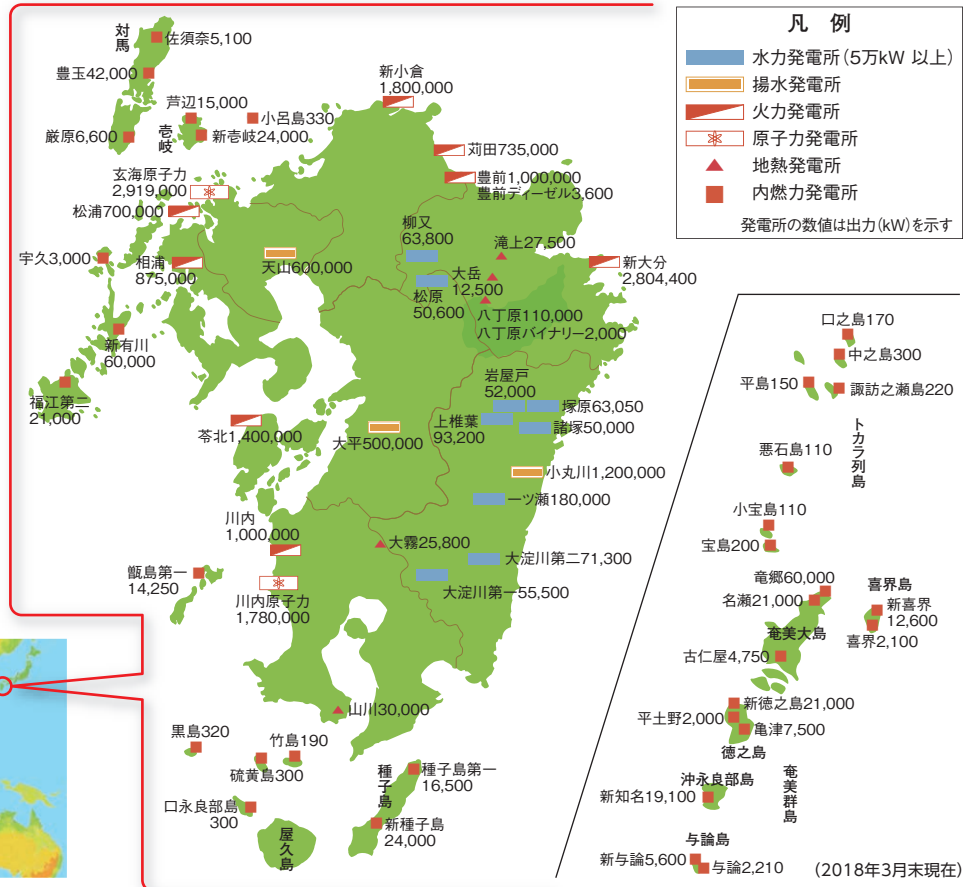 凡 例
水力発電所(5万kW 以上)
揚水発電所
火力発電所
原子力発電所
地熱発電所
内燃力発電所
発電所の数値は出力(kW)を示す
対馬
佐須奈5,100
豊玉42,000
厳原6,600
芦辺15,000
壱岐
新壱岐24,000
小呂島330
新小倉
1,800,000
苅田735,000
豊前1,000,000
豊前ディーゼル3,600
玄海原子力
2,919,000
松浦700,000
宇久3,000
相浦
875,000
天山600,000
柳又
63,800
松原
50,600
滝上27,500
大岳
12,500
八丁原110,000
八丁原バイナリー2,000
新大分
2,804,400
新有川
60,000
福江第二
21,000
苓北1,400,000
大平500,000
岩屋戸
52,000
塚原63,050
上椎葉
93,200
諸塚50,000
小丸川1,200,000
一ツ瀬180,000
川内
1,000,000
大霧25,800
大淀川第二71,300
大淀川第一55,500
甑島第一
14,250
川内原子力
1,780,000
山川30,000
黒島320
竹島190
硫黄島300
口永良部島
300
屋久島
種子島
種子島第一
16,500
新種子島
24,000
口之島170
中之島300
平島150
諏訪之瀬島220
トカラ列島
悪石島110
小宝島110
宝島200
竜郷60,000
名瀬21,000
奄美大島
古仁屋4,750
喜界島
新喜界
12,600
喜界2,100
新徳之島21,000
平土野2,000
亀津7,500
徳之島
奄美群島
沖永良部島
新知名19,100
与論島
新与論5,600
与論2,210
(2018年3月末現在)